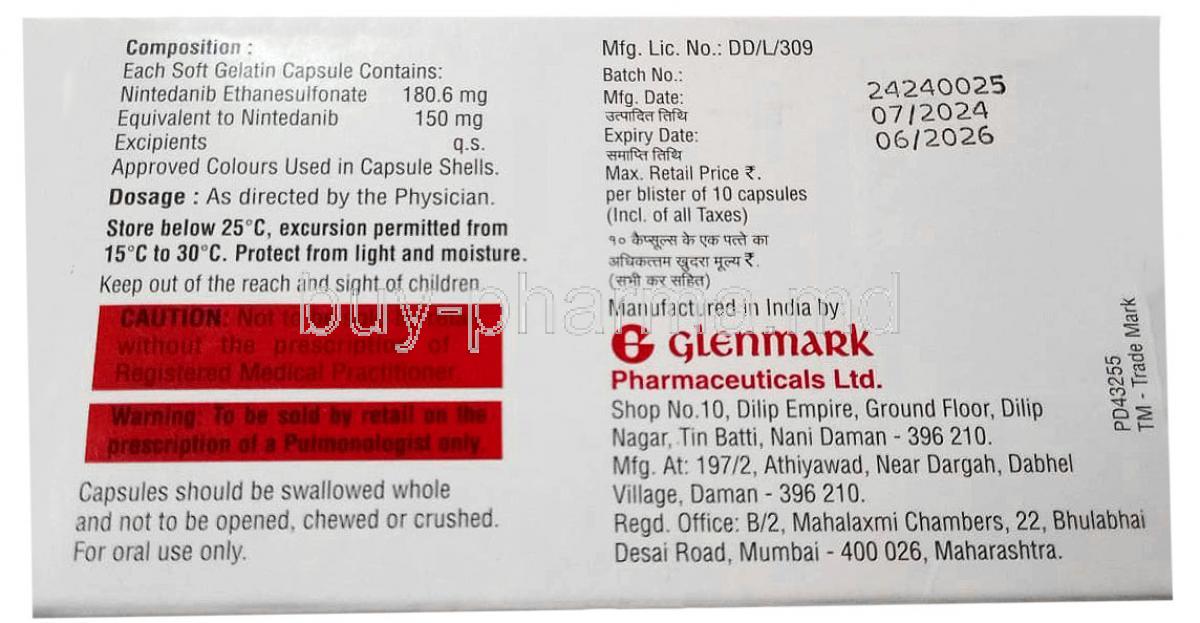 Composition :
Each Soft Gelatin Capsule Contains:
Nintedanib Ethanesulfonate 180.6 mg
Equivalent to Nintedanib 150 mg
Excipients q.s.
Approved Colours Used in Capsule Shells.
Dosage : As directed by the Physician.
Store below 25°C, excursion permitted from
15°C to 30°C. Protect from light and moisture.
Keep out of the reach and sight of children
CAUTION: Not to be sold by retail
without the prescription of
Registered Medical Practitioner.
Warning: To be sold by retail on the
prescription of a Pulmonologist only
Capsules should be swallowed whole
and not to be opened, chewed or crushed.
For oral use only.
Mfg. Lic. No.: DD/L/309
Batch No.: 24240025
Mfg. Date: 07/2024
उत्पादित तिथि
Expiry Date: 06/2026
समाप्ति तिथि
Max. Retail Price ₹.
per blister of 10 capsules
(Incl. of all Taxes)
१० कैप्सूल्स के एक पत्ते का
अधिकत्तम खुदरा मूल्य ₹.
(सभी कर सहित)
Manufactured in India by
GLENMARK
Pharmaceuticals Ltd.
Shop No.10, Dilip Empire, Ground Floor, Dilip
Nagar, Tin Batti, Nani Daman - 396 210.
Mfg. At: 197/2, Athiyawad, Near Dargah, Dabhel
Village, Daman - 396 210.
Regd. Office: B/2, Mahalaxmi Chambers, 22, Bhulabhai
Desai Road, Mumbai - 400 026, Maharashtra.
PD43255
TM - Trade Mark
buy-pharma.md